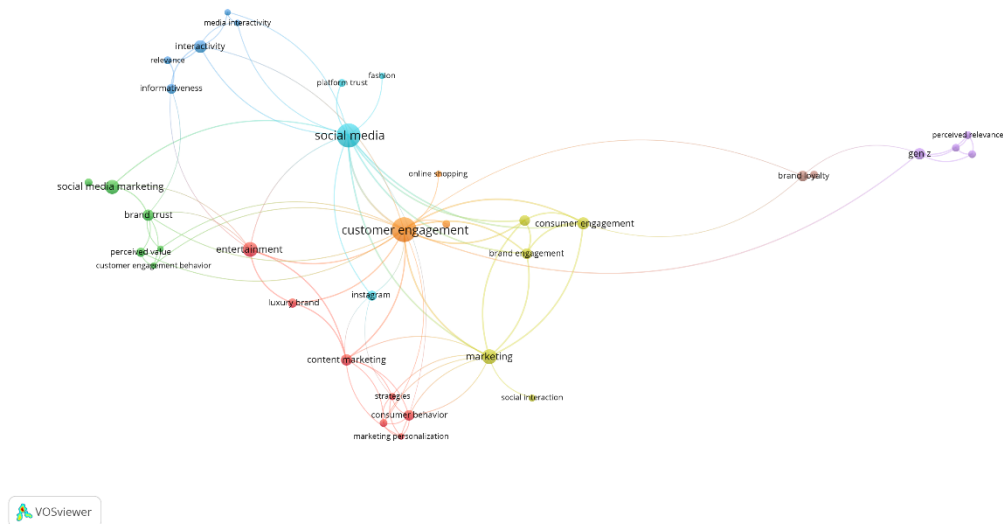 media interactivity
interactivity
relevance
informativeness
platform trust
fashion
social media
perceived relevance
gen z
online shopping
brand loyalty
social media marketing
brand trust
customer engagement
consumer engagement
entertainment
perceived value
brand engagement
customer engagement behavior
luxury brand
instagram
content marketing
marketing
strategies
social interaction
consumer behavior
marketing personalization
VOSviewer